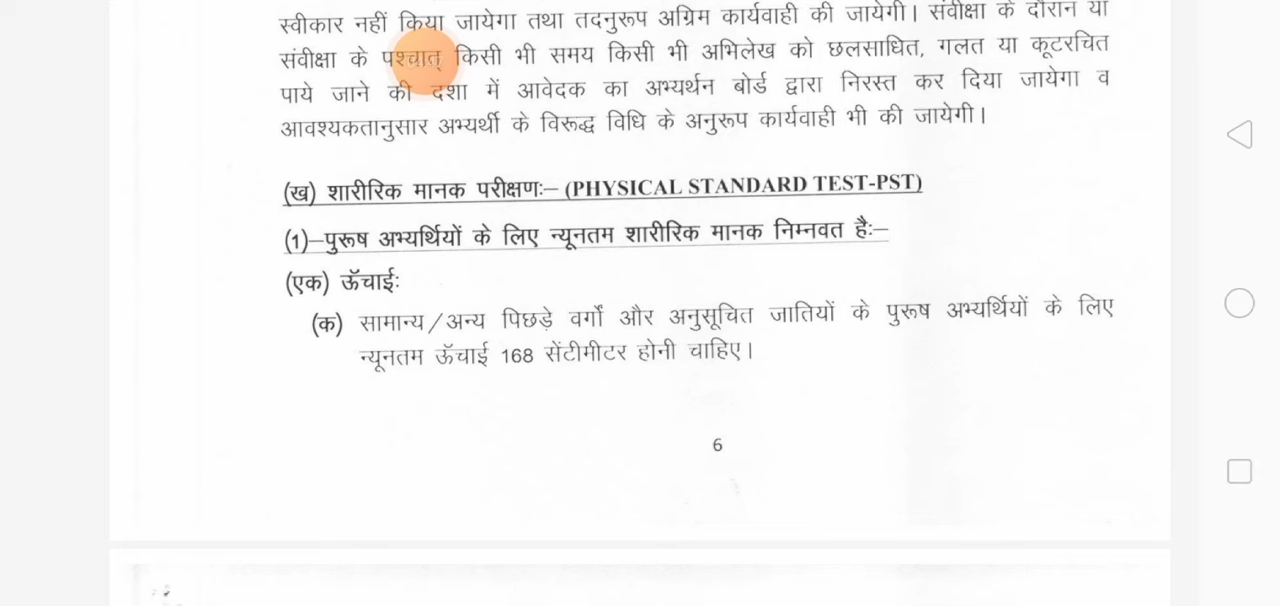 स्वीकार नहीं किया जायेगा तथा तदनुरूप अग्रिम कार्यवाही की जायेगी। संवीक्षा के दौरान या
संवीक्षा के पश्चात् किसी भी समय किसी भी अभिलेख को छलसाधित, गलत या कूटरचित
पाये जाने की दशा में आवेदक का अभ्यर्थन बोर्ड द्वारा निरस्त कर दिया जायेगा व
आवश्यकतानुसार अभ्यर्थी के विरूद्ध विधि के अनुरूप कार्यवाही भी की जायेगी।
(ख) शारीरिक मानक परीक्षणः– (PHYSICAL STANDARD TEST-PST)
(1)–पुरूष अभ्यर्थियों के लिए न्यूनतम शारीरिक मानक निम्नवत हैः–
(एक) ऊँचाईः
(क) सामान्य/अन्य पिछड़े वर्गों और अनुसूचित जातियों के पुरूष अभ्यर्थियों के लिए
न्यूनतम ऊँचाई 168 सेंटीमीटर होनी चाहिए।
6